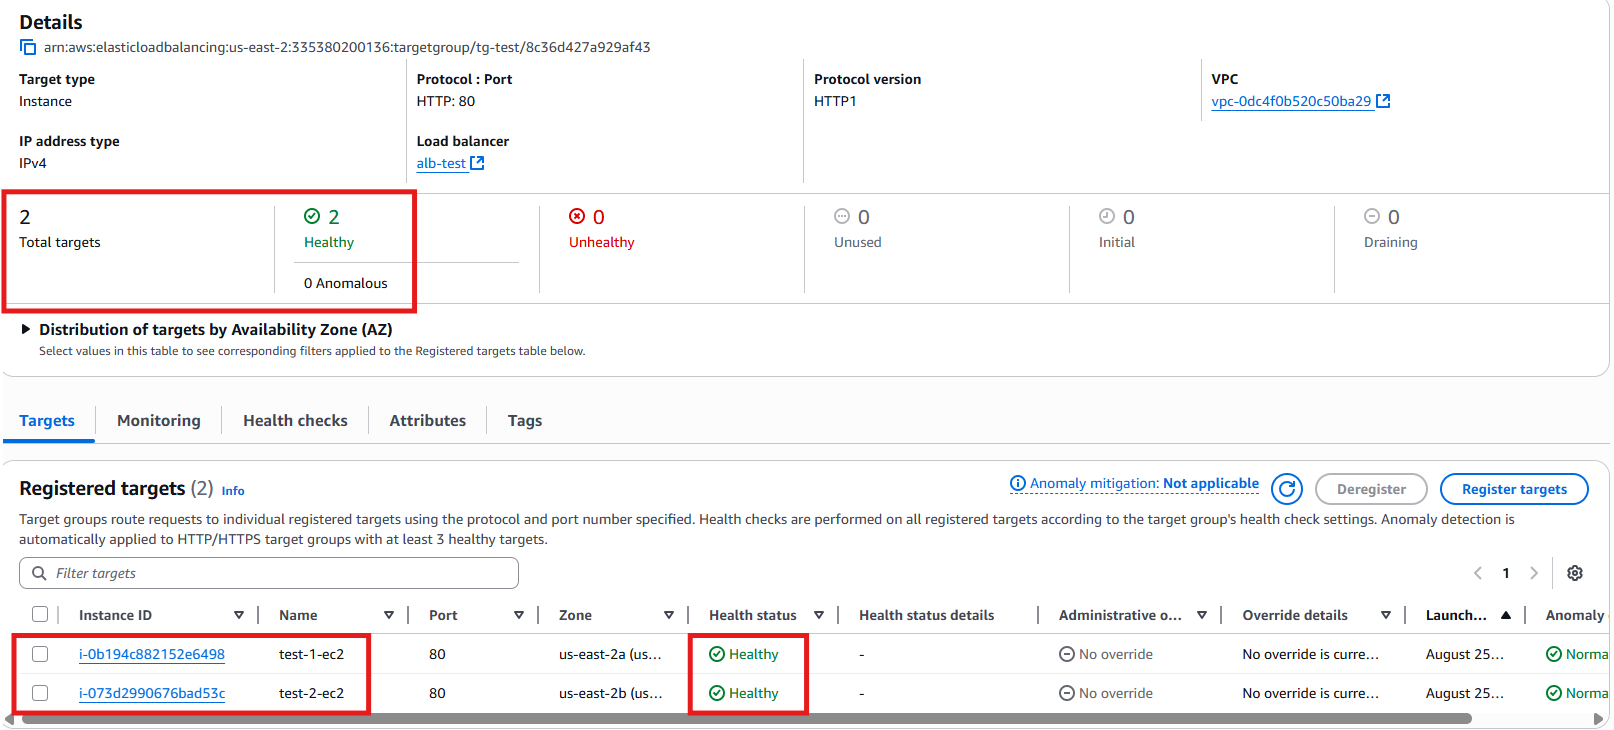 Details
arn:aws:elasticloadbalancing:us-east-2:335380200136:targetgroup/tg-test/8c36d427a929af43
Target type
Instance
Protocol : Port
HTTP: 80
Protocol version
HTTP1
VPC
vpc-0dc4f0b520c50ba29
IP address type
IPv4
Load balancer
alb-test
2
Total targets
2
Healthy
0 Anomalous
0
Unhealthy
0
Unused
0
Initial
0
Draining
Distribution of targets by Availability Zone (AZ)
Select values in this table to see corresponding filters applied to the Registered targets table below.
Targets Monitoring Health checks Attributes Tags
Registered targets (2) Info
Anomaly mitigation: Not applicable Deregister Register targets
Target groups route requests to individual registered targets using the protocol and port number specified. Health checks are performed on all registered targets according to the target group's health check settings. Anomaly detection is
automatically applied to HTTP/HTTPS target groups with at least 3 healthy targets.
Filter targets 1
Instance ID Name Port Zone Health status Health status details Administrative o... Override details Launch... Anomaly
i-0b194c882152e6498 test-1-ec2 80 us-east-2a (us... Healthy - No override No override is curre... August 25... Norma
i-073d2990676bad53c test-2-ec2 80 us-east-2b (us... Healthy - No override No override is curre... August 25... Norma